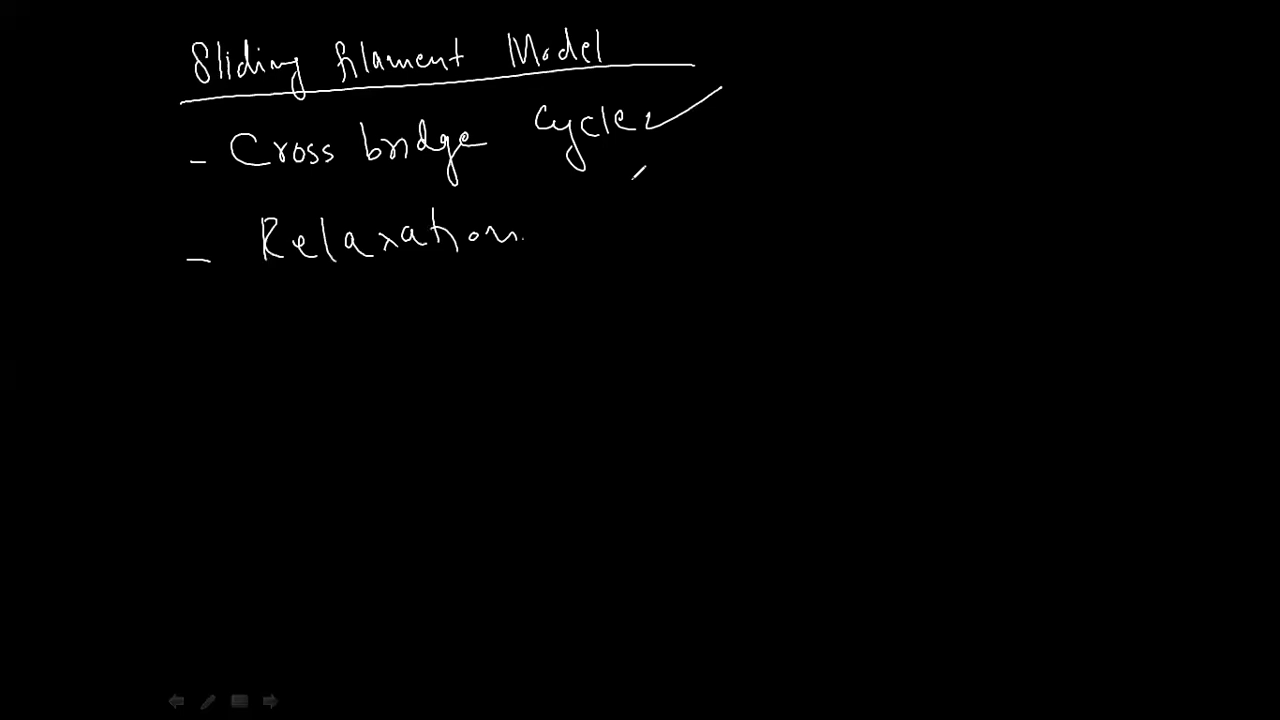 Sliding filament Model
- Cross bridge cycle ✓
- Relaxation